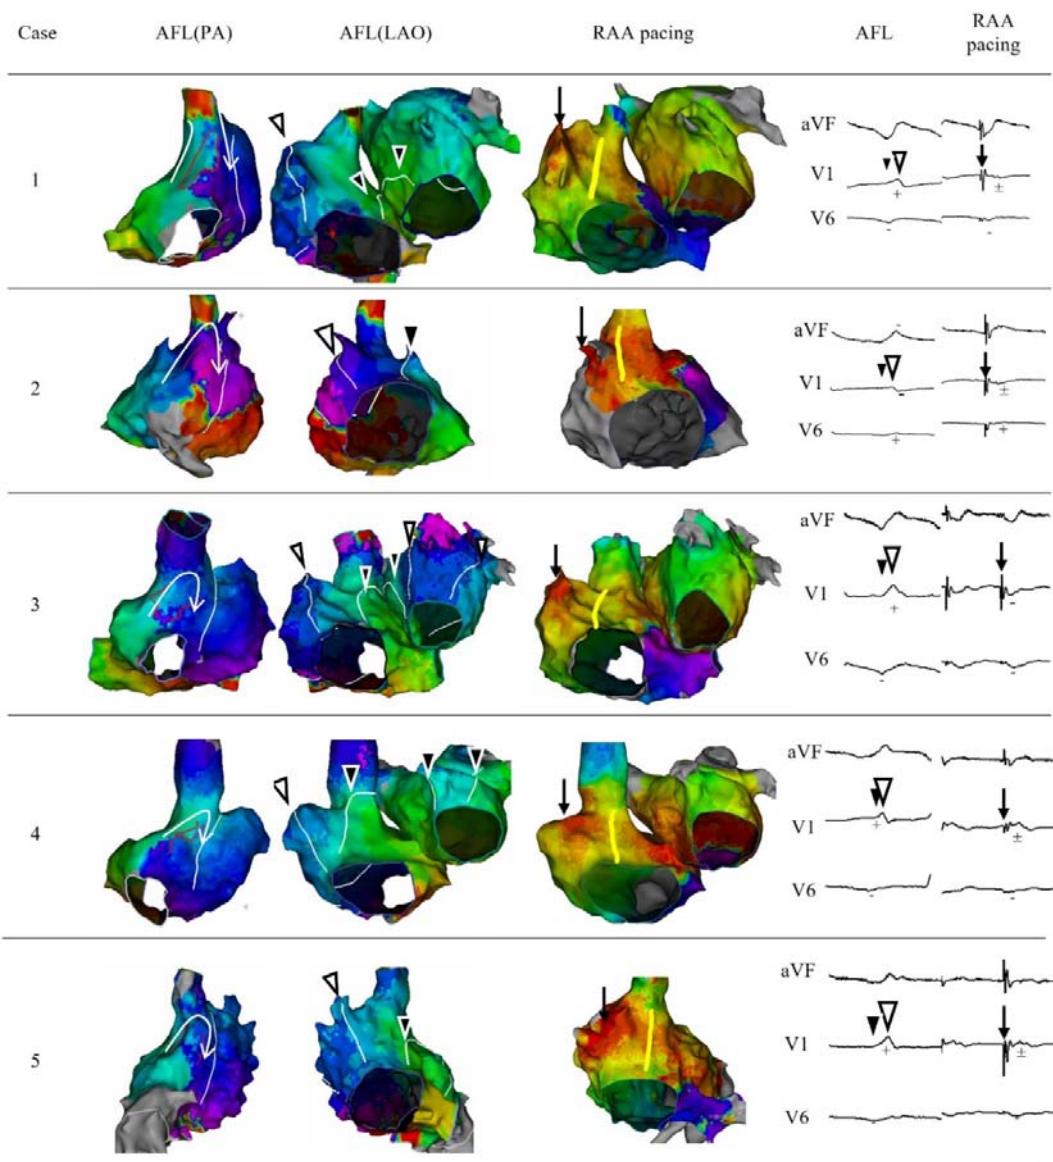 Case AFL(PA) AFL(LAO) RAA pacing AFL RAA
pacing
aVF
1 V1
+ ±
V6
- -
aVF
-
2 V1
- ±
V6
+ +
aVF
3 V1
+ -
V6
- -
aVF
4 V1
+ ±
V6
- -
aVF
5 V1
+ ±
V6
- -